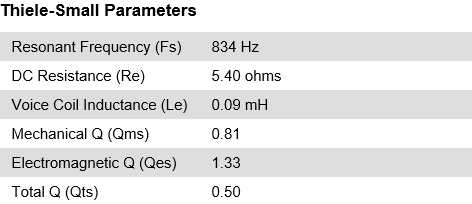 Thiele-Small Parameters
Resonant Frequency (Fs) 834 Hz
DC Resistance (Re) 5.40 ohms
Voice Coil Inductance (Le) 0.09 mH
Mechanical Q (Qms) 0.81
Electromagnetic Q (Qes) 1.33
Total Q (Qts) 0.50